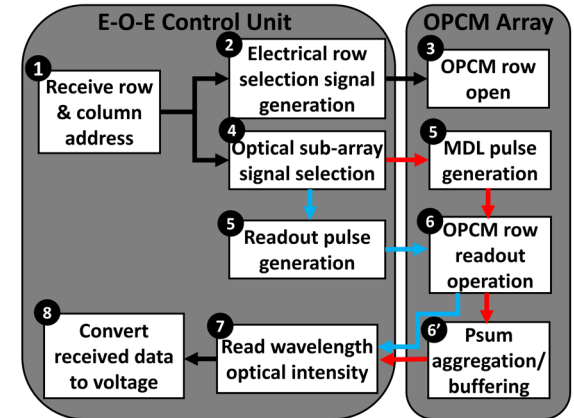 E-O-E Control Unit
OPCM Array
1
Receive row
& column
address
2
Electrical row
selection signal
generation
3
OPCM row
open
4
Optical sub-array
signal selection
5
MDL pulse
generation
5
Readout pulse
generation
6
OPCM row
readout
operation
8
Convert
received data
to voltage
7
Read wavelength
optical intensity
6'
Psum
aggregation/
buffering